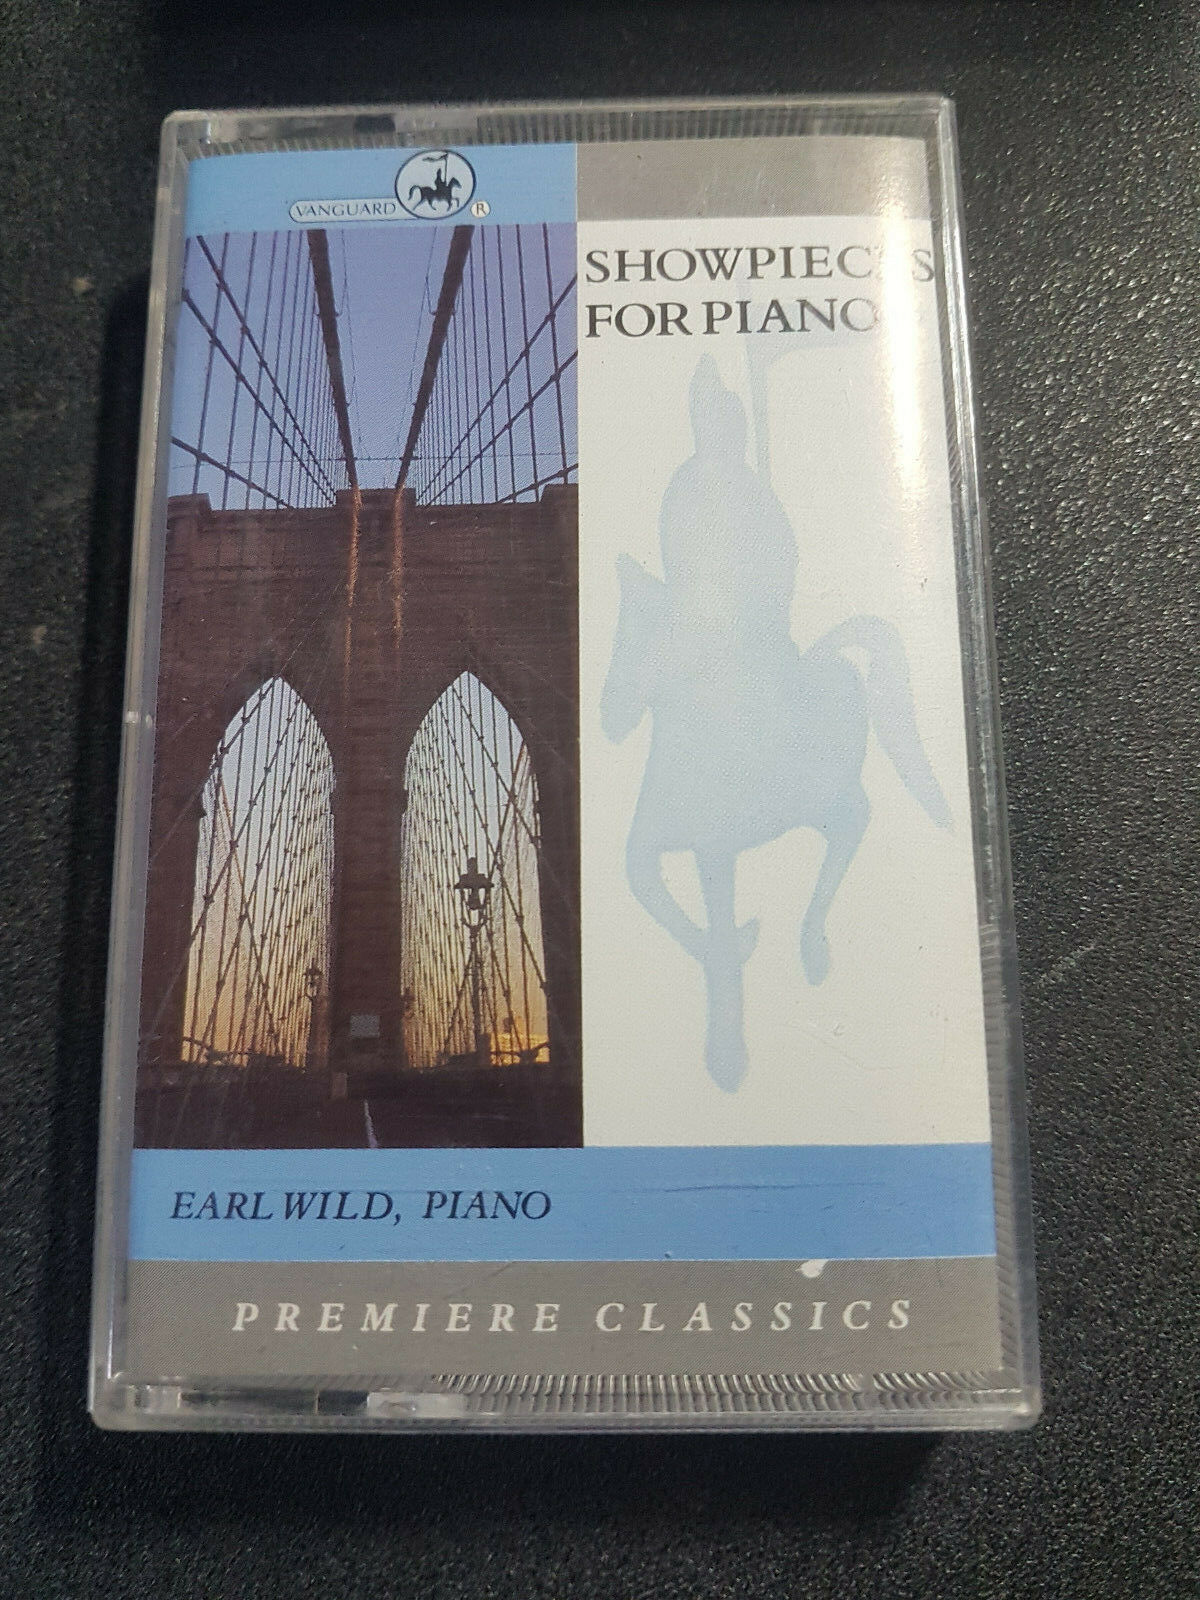 VANGUARD ®
SHOWPIECES
FOR PIANO
EARL WILD, PIANO
PREMIERE CLASSICS